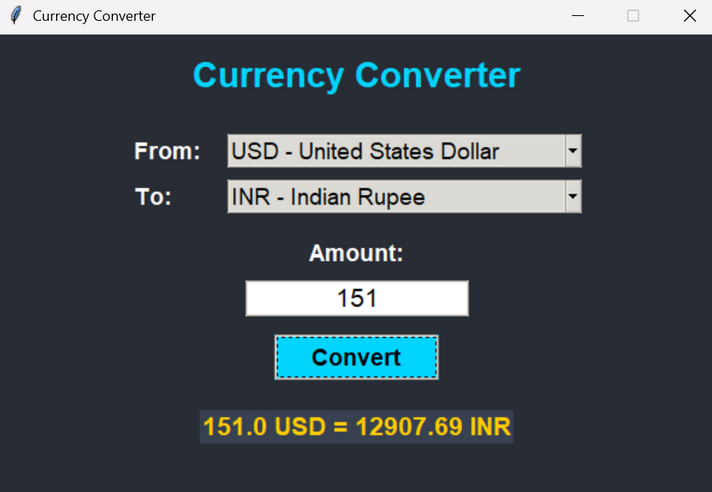 Currency Converter
Currency Converter
From: USD - United States Dollar
To: INR - Indian Rupee
Amount:
151
Convert
151.0 USD = 12907.69 INR